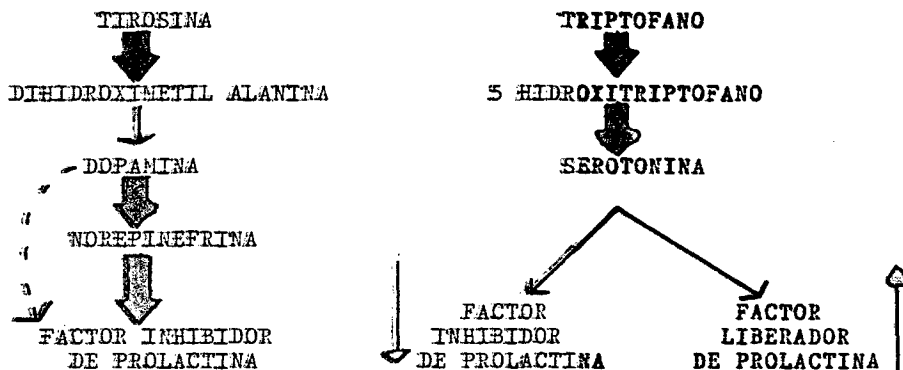 TIROSINA
DIHIDROXIMETIL ALANINA
DOPAMINA
NOREPINEFRINA
FACTOR INHIBIDOR
DE PROLACTINA
TRIPTOFANO
5 HIDROXITRIPTOFANO
SEROTONINA
FACTOR
INHIBIDOR
DE PROLACTINA
FACTOR
LIBERADOR
DE PROLACTINA